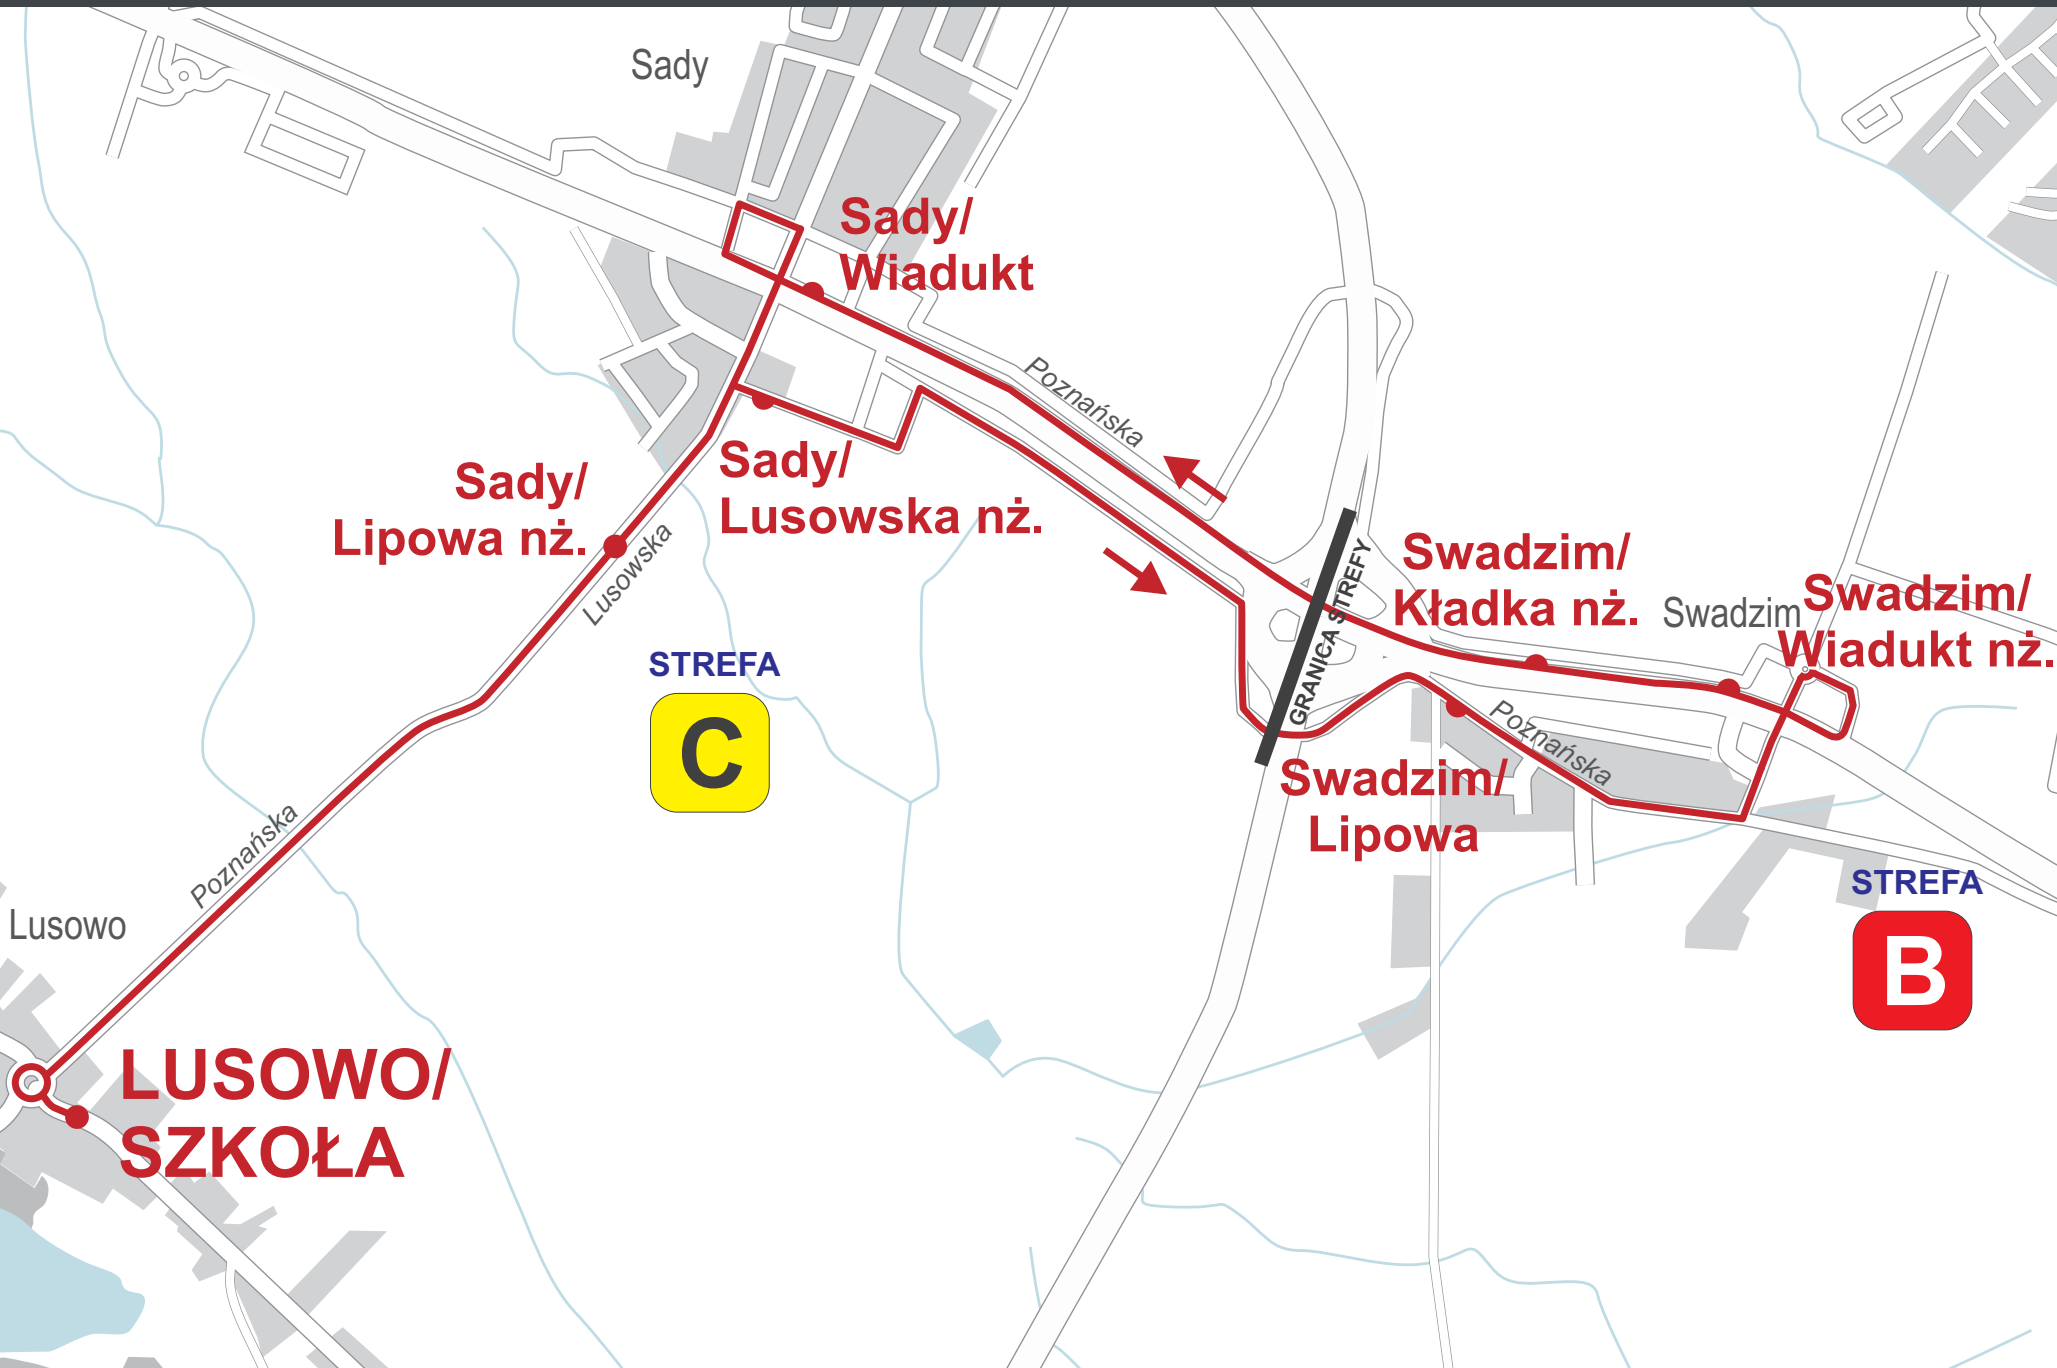 Sady
Sady/
Wiadukt
Poznańska
Sady/
Lipowa nż.
Sady/
Lusowska nż.
Lusowska
GRANICA STREFY
Swadzim/
Kładka nż.
Swadzim
Swadzim/
Wiadukt nż.
STREFA
C
Poznańska
Swadzim/
Lipowa
Poznańska
STREFA
B
Lusowo
LUSOWO/
SZKOŁA